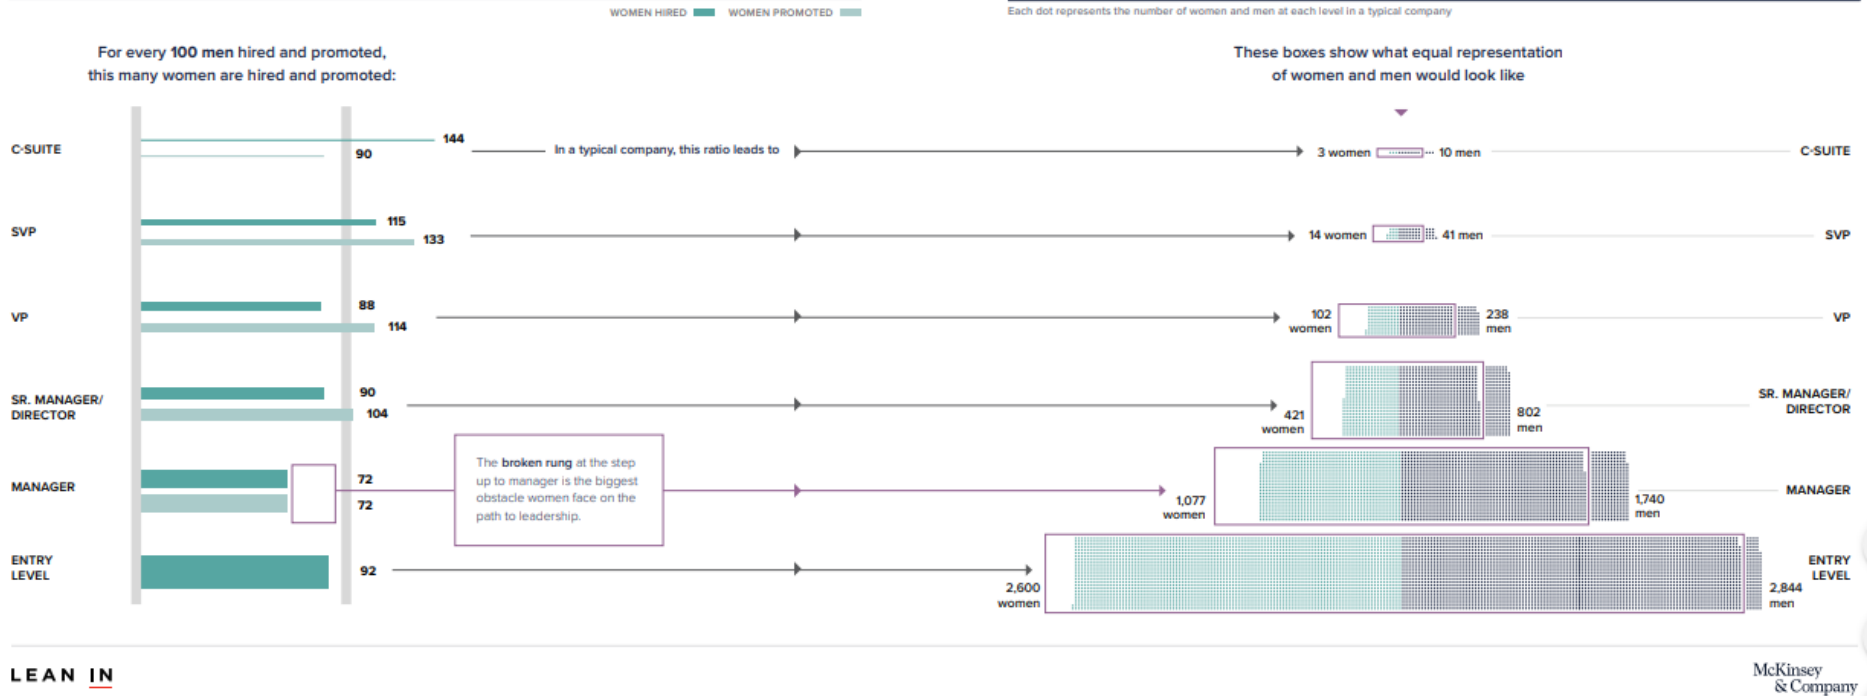 WOMEN HIRED WOMEN PROMOTED
Each dot represents the number of women and men at each level in a typical company
For every 100 men hired and promoted,
this many women are hired and promoted:
These boxes show what equal representation
of women and men would look like
C-SUITE
144
90
In a typical company, this ratio leads to
3 women
10 men
C-SUITE
SVP
115
133
14 women
41 men
SVP
VP
88
114
102
women
238
men
VP
SR. MANAGER/
DIRECTOR
90
104
421
women
802
men
SR. MANAGER/
DIRECTOR
MANAGER
72
72
The broken rung at the step
up to manager is the biggest
obstacle women face on the
path to leadership.
1,077
women
1,740
men
MANAGER
ENTRY
LEVEL
92
2,600
women
2,844
men
ENTRY
LEVEL
LEAN IN
McKinsey
& Company